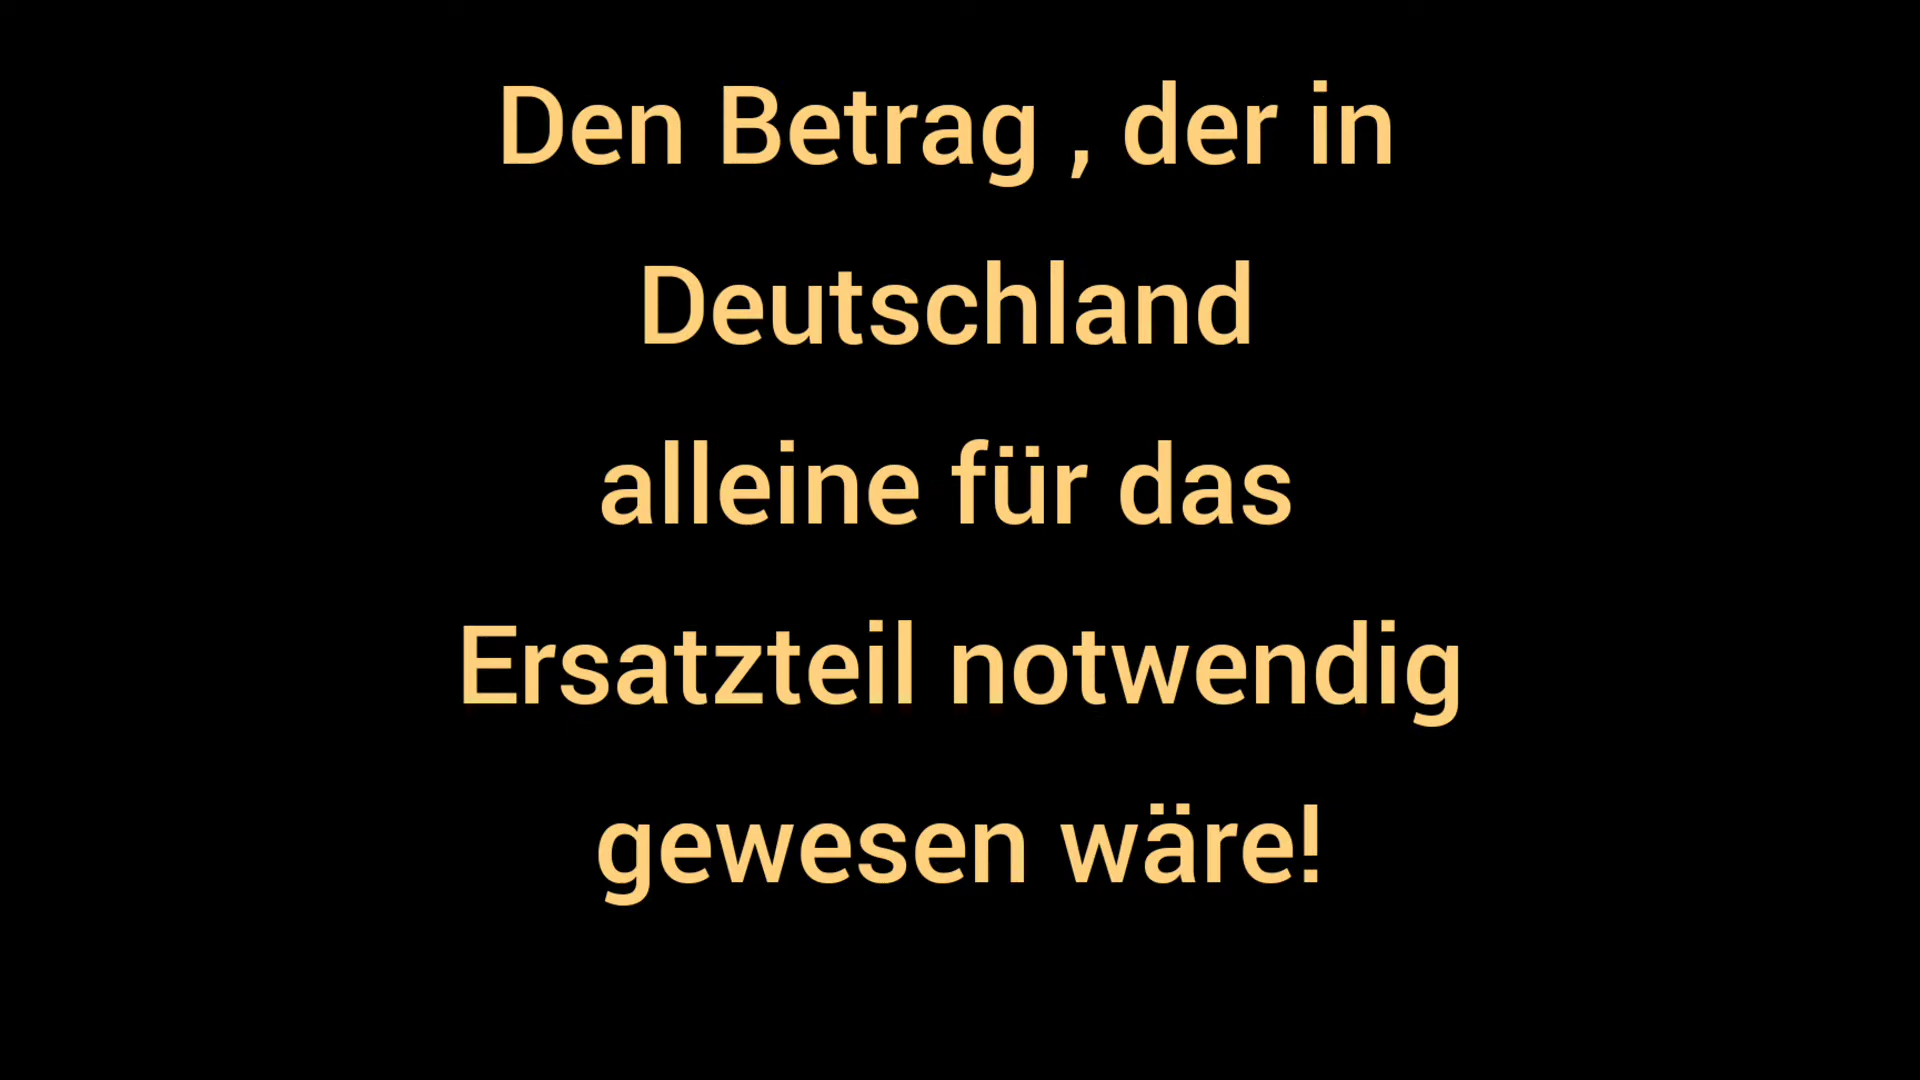 Den Betrag , der in
Deutschland
alleine für das
Ersatzteil notwendig
gewesen wäre!